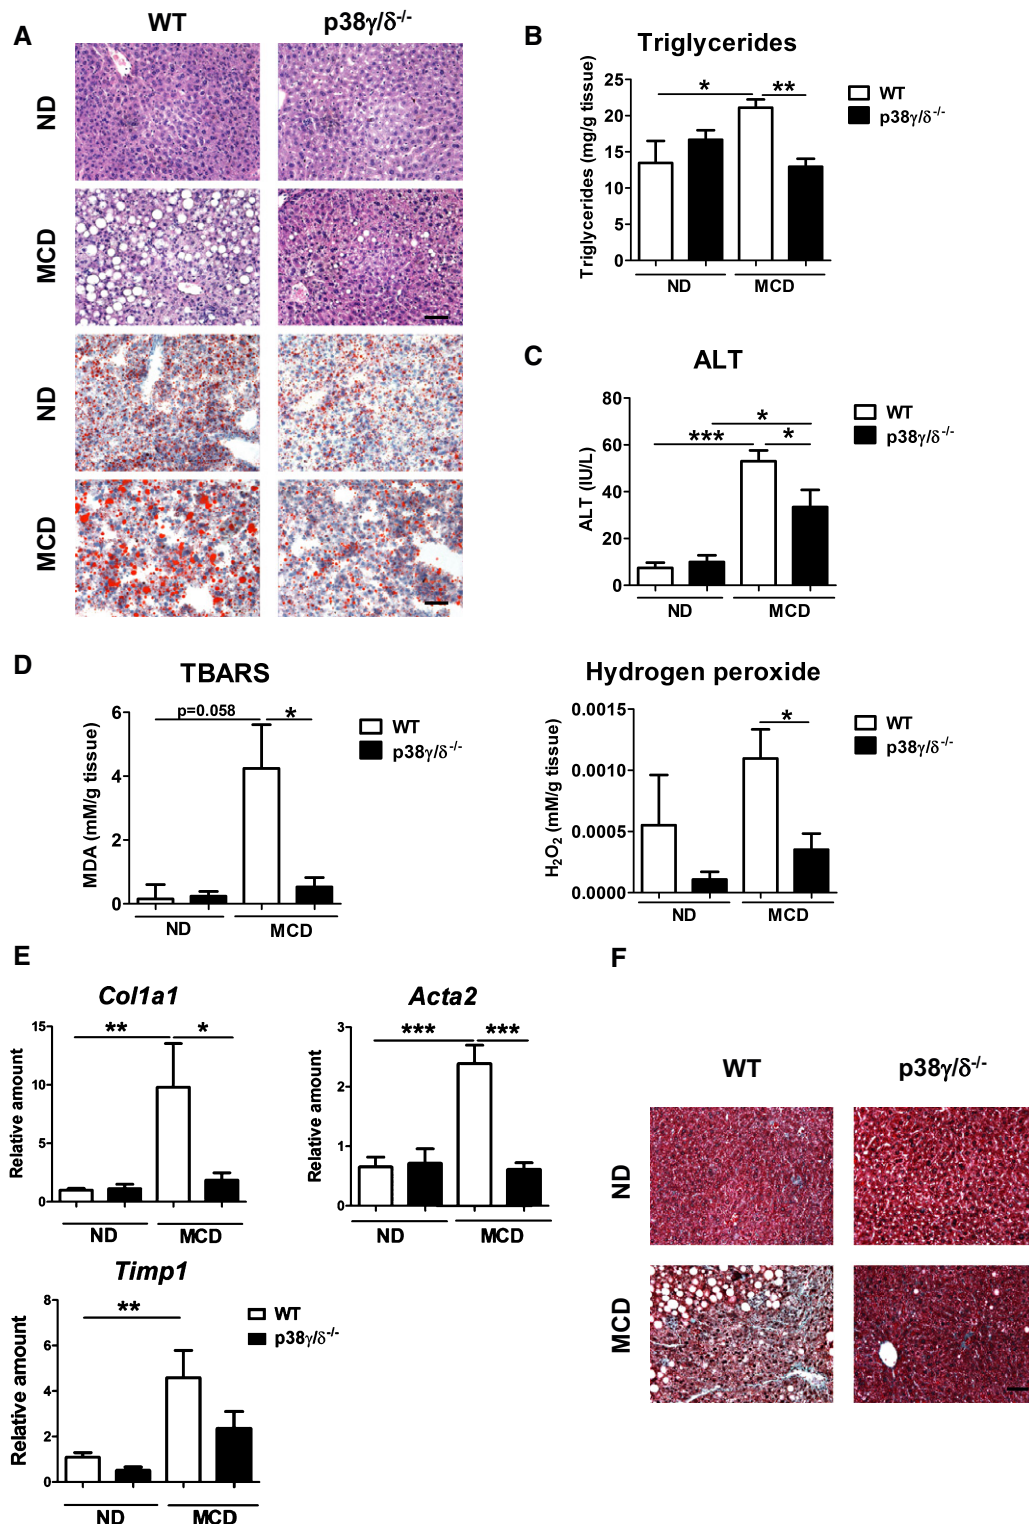 A
WT
p38γ/δ-/-
ND
MCD
ND
MCD
B
Triglycerides
Triglycerides (mg/g tissue)
25
20
15
10
5
0
*
**
ND
MCD
WT
p38γ/δ-/-
C
ALT
ALT (IU/L)
80
60
40
20
0
***
*
*
ND
MCD
WT
p38γ/δ-/-
D
TBARS
MDA (mM/g tissue)
6
4
2
0
p=0.058
*
ND
MCD
WT
p38γ/δ-/-
Hydrogen peroxide
H2O2 (mM/g tissue)
0.0015
0.0010
0.0005
0.0000
*
ND
MCD
WT
p38γ/δ-/-
E
Col1a1
Relative amount
15
10
5
0
**
*
ND
MCD
Acta2
Relative amount
3
2
1
0
***
***
ND
MCD
Timp1
Relative amount
8
6
4
2
0
**
ND
MCD
WT
p38γ/δ-/-
F
WT
p38γ/δ-/-
ND
MCD